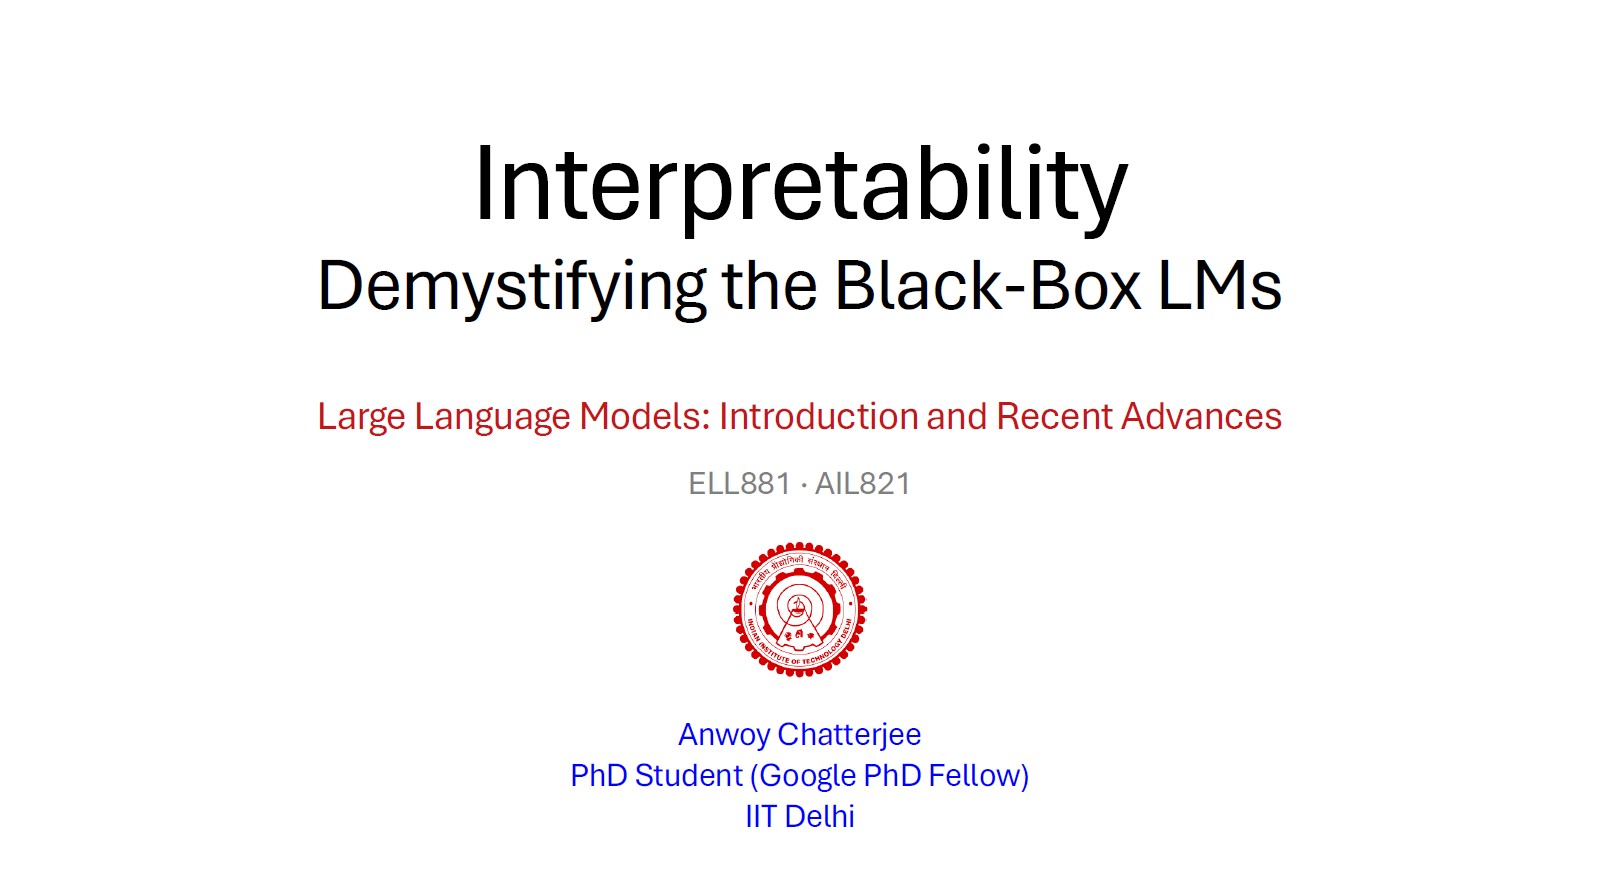 Interpretability
Demystifying the Black-Box LMs
Large Language Models: Introduction and Recent Advances
ELL881 · AIL821
भारतीय प्रौद्योगिकी संस्थान दिल्ली
INDIAN INSTITUTE OF TECHNOLOGY DELHI
Anwoy Chatterjee
PhD Student (Google PhD Fellow)
IIT Delhi